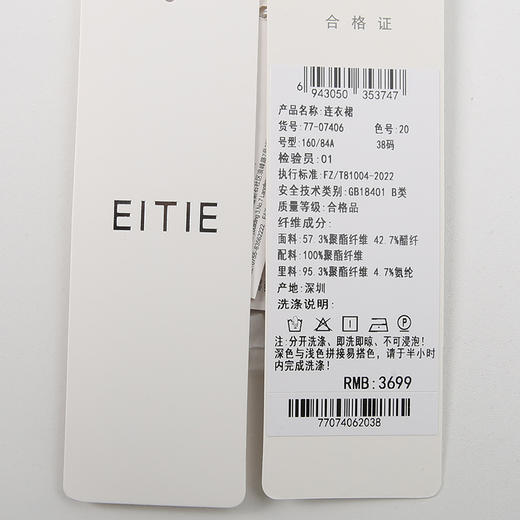 EITIE
合格证
6 943050 353747
产品名称:连衣裙
货号:77-07406 色号:20
号型:160/84A 38码
检验员:01
执行标准:FZ/T81004-2022
安全技术类别:GB18401 B类
质量等级:合格品
纤维成分:
面料:57.3%聚酯纤维 42.7%醋纤
配料:100%聚酯纤维
里料:95.3%聚酯纤维 4.7%氨纶
产地:深圳
洗涤说明:
注:分开洗涤、即洗即晾、不可浸泡!
深色与浅色拼接易搭色,请于半小时
内完成洗涤!
RMB:3699
77074062038